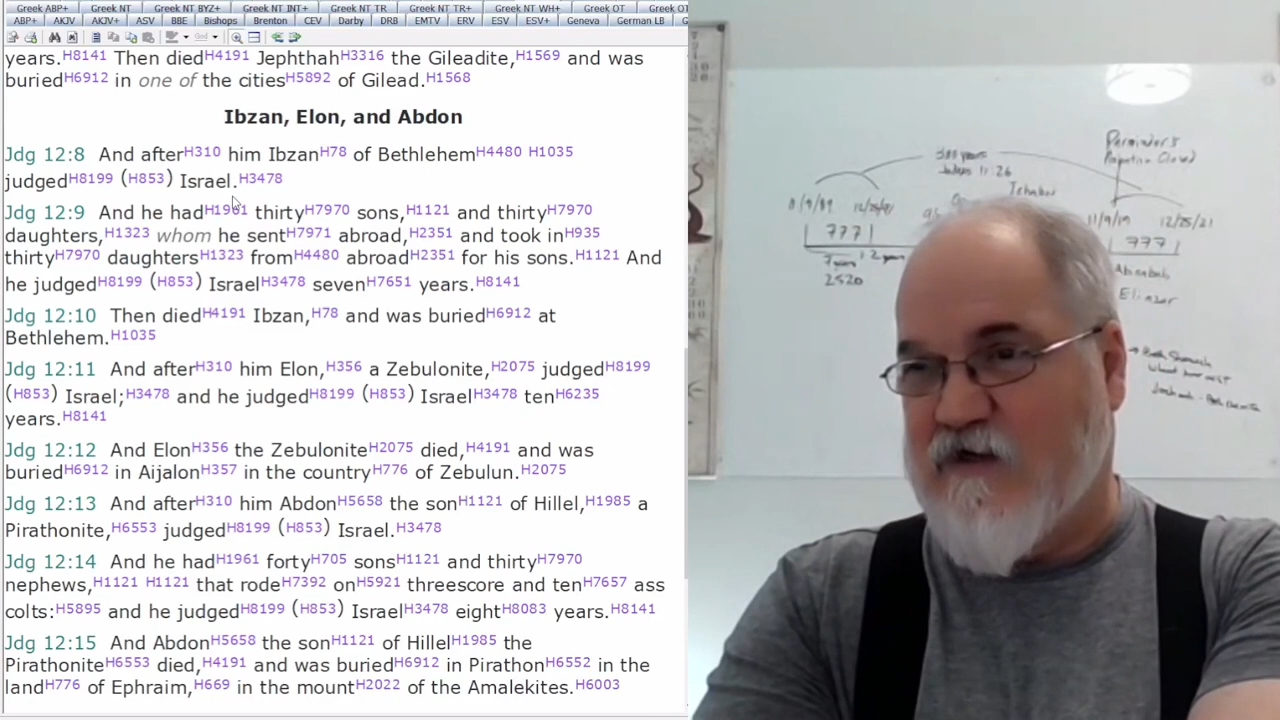 Greek ABP+ Greek NT Greek NT BYZ+ Greek NT INT+ Greek NT TR Greek NT TR+ Greek NT WH+ Greek OT
ABP+ AKJV AKJV+ ASV BBE Bishops Brenton CEV Darby DRB EMTV ERV ESV ESV+ Geneva German LB
years.H8141 Then diedH4191 JephthahH3316 the Gileadite,H1569 and was
buriedH6912 in one of the citiesH5892 of Gilead.H1568
Ibzan, Elon, and Abdon
Jdg 12:8 And afterH310 him IbzanH78 of BethlehemH4480 H1035
judgedH8199 (H853) Israel.H3478
Jdg 12:9 And he hadH1961 thirtyH7970 sons,H1121 and thirtyH7970
daughters,H1323 whom he sentH7971 abroad,H2351 and took inH935
thirtyH7970 daughtersH1323 fromH4480 abroadH2351 for his sons.H1121 And
he judgedH8199 (H853) IsraelH3478 sevenH7651 years.H8141
Jdg 12:10 Then diedH4191 Ibzan,H78 and was buriedH6912 at
Bethlehem.H1035
Jdg 12:11 And afterH310 him Elon,H356 a Zebulonite,H2075 judgedH8199
(H853) Israel;H3478 and he judgedH8199 (H853) IsraelH3478 tenH6235
years.H8141
Jdg 12:12 And ElonH356 the ZebuloniteH2075 died,H4191 and was
buriedH6912 in AijalonH357 in the countryH776 of Zebulun.H2075
Jdg 12:13 And afterH310 him AbdonH5658 the sonH1121 of Hillel,H1985 a
Pirathonite,H6553 judgedH8199 (H853) Israel.H3478
Jdg 12:14 And he hadH1961 fortyH705 sonsH1121 and thirtyH7970
nephews,H1121 H1121 that rodeH7392 onH5921 threescore and tenH7657 ass
colts:H5895 and he judgedH8199 (H853) IsraelH3478 eightH8083 years.H8141
Jdg 12:15 And AbdonH5658 the sonH1121 of HillelH1985 the
PirathoniteH6553 died,H4191 and was buriedH6912 in PirathonH6552 in the
landH776 of Ephraim,H669 in the mountH2022 of the Amalekites.H6003
Closed
300 years
Judges 11:26
11/9/19 12/25/21
777 777
2520